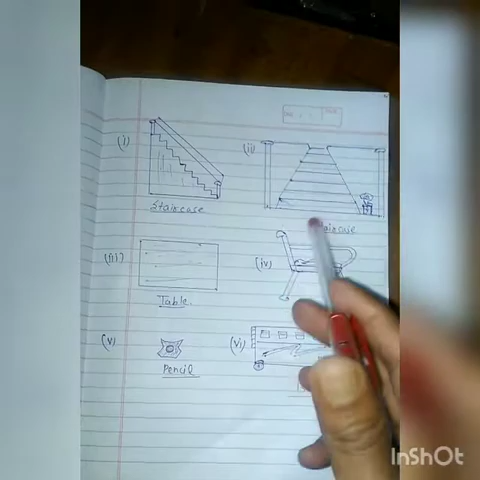 (i)
(ii)
Staircase
(iii)
(iv)
Table
(v)
(vi)
Pencil
InShOt